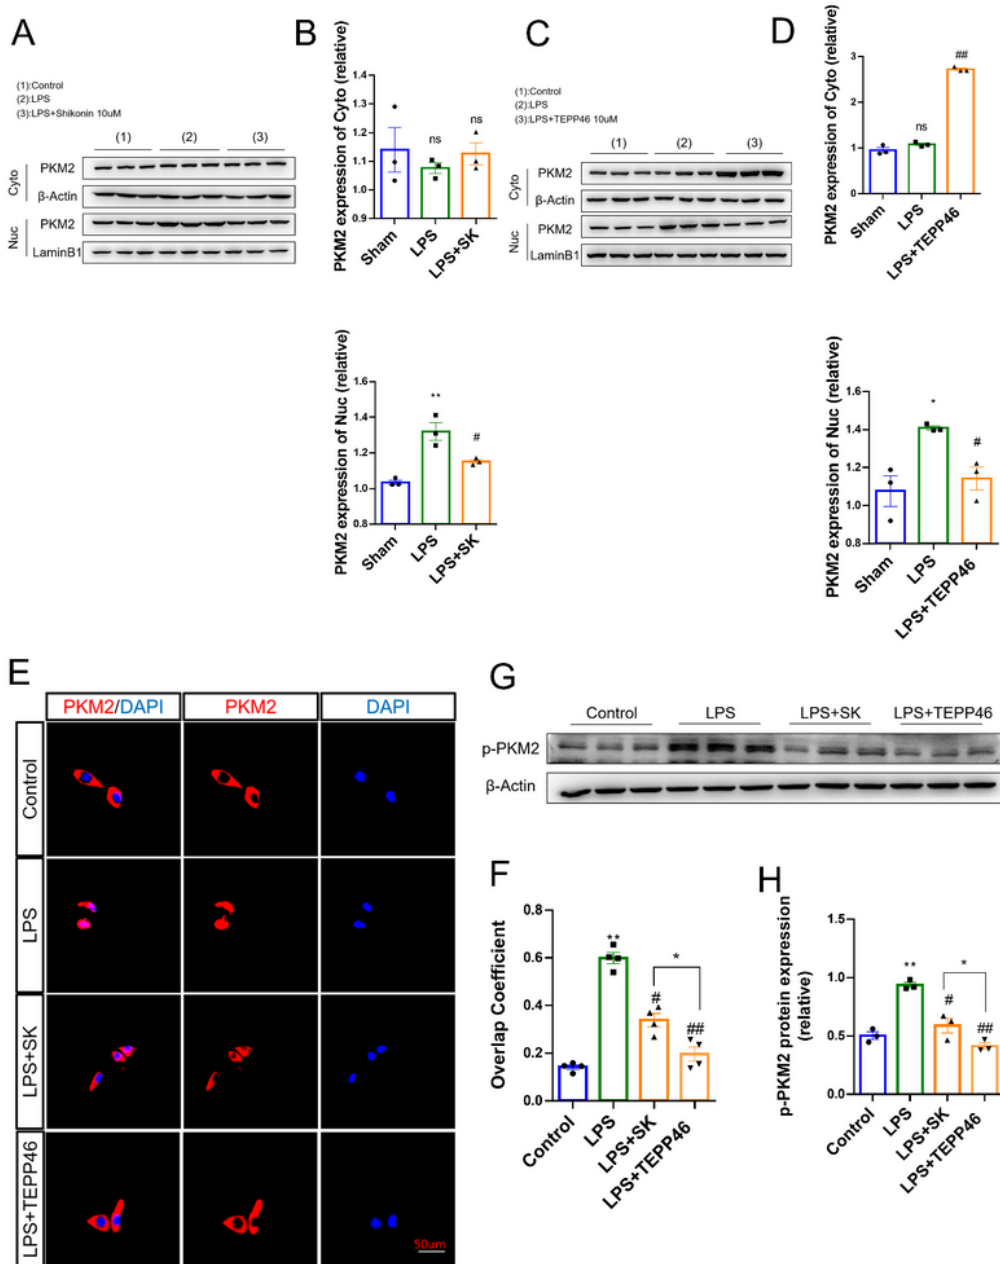 A
(1):Control
(2):LPS
(3):LPS+Shikonin 10uM
(1) (2) (3)
Cyto
PKM2
β-Actin
Nuc
PKM2
LaminB1
B
PKM2 expression of Cyto (relative)
1.4
1.3
1.2
1.1
1.0
0.9
ns
ns
Sham
LPS
LPS+SK
PKM2 expression of Nuc (relative)
1.6
1.4
1.2
1.0
0.8
**
#
Sham
LPS
LPS+SK
C
(1):Control
(2):LPS
(3):LPS+TEPP46 10uM
(1) (2) (3)
Cyto
PKM2
β-Actin
Nuc
PKM2
LaminB1
D
PKM2 expression of Cyto (relative)
3
2
1
0
ns
##
Sham
LPS
LPS+TEPP46
PKM2 expression of Nuc (relative)
1.6
1.4
1.2
1.0
0.8
*
#
Sham
LPS
LPS+TEPP46
E
PKM2/DAPI PKM2 DAPI
Control
LPS
LPS+SK
LPS+TEPP46
50um
G
Control LPS LPS+SK LPS+TEPP46
p-PKM2
β-Actin
F
Overlap Coefficient
0.8
0.6
0.4
0.2
0.0
**
#
##
*
Control
LPS
LPS+SK
LPS+TEPP46
H
p-PKM2 protein expression
(relative)
1.5
1.0
0.5
0.0
**
#
##
*
Control
LPS
LPS+SK
LPS+TEPP46